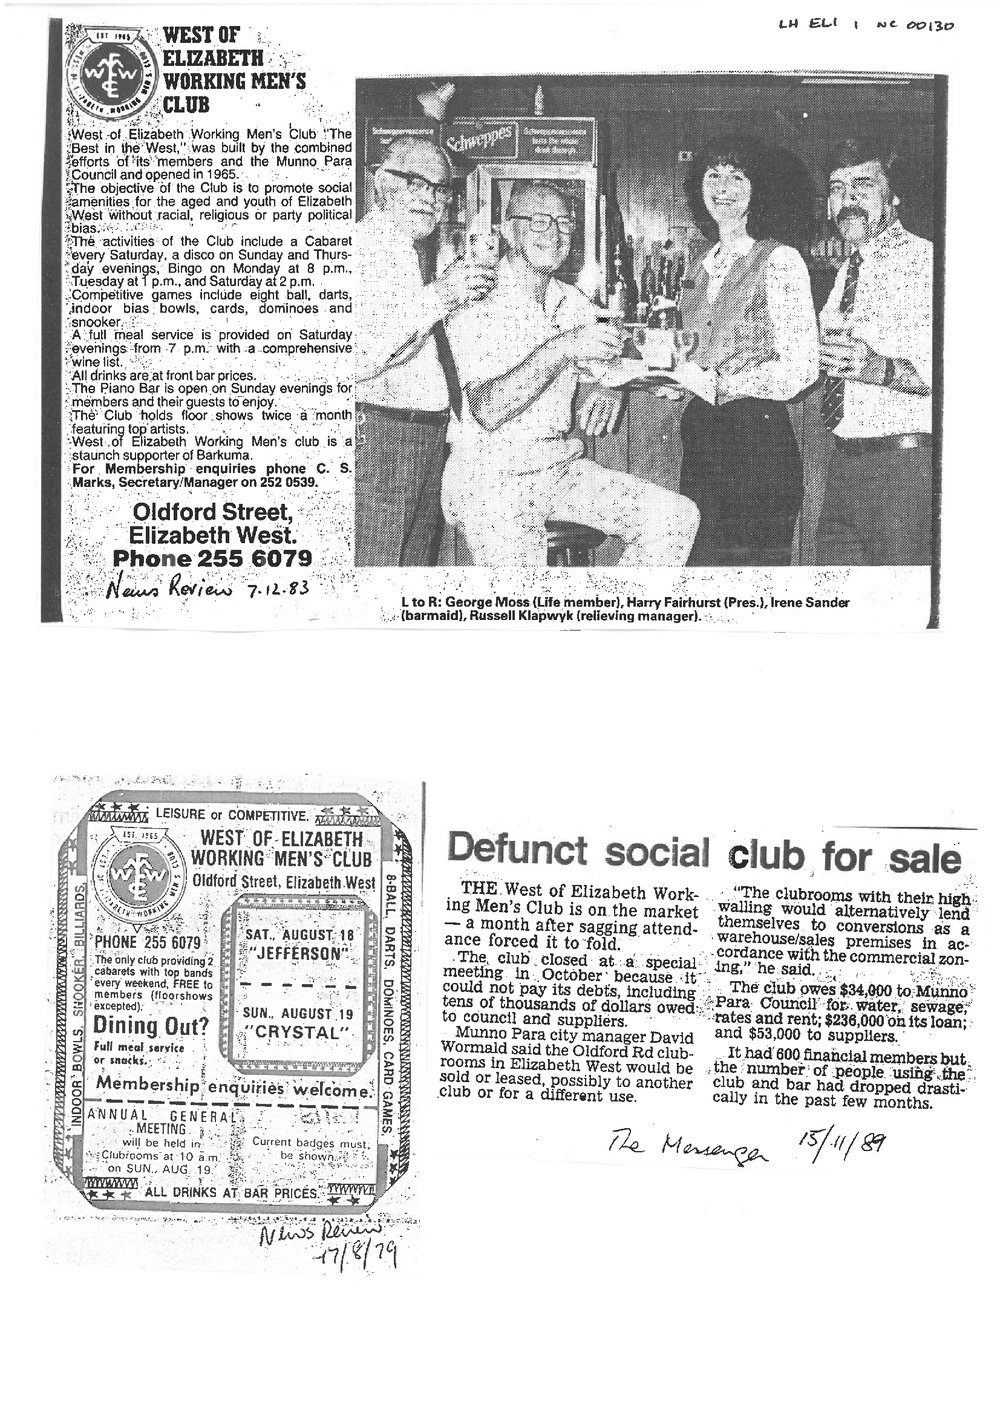 LH ELI 1 NC 00130
EST 1965
WEST OF
ELIZABETH
WORKING MEN'S
CLUB
West of Elizabeth Working Men's Club "The
Best in the West," was built by the combined
efforts of its members and the Munno Para
Council and opened in 1965.
The objective of the Club is to promote social
amenities for the aged and youth of Elizabeth
West without racial, religious or party political
bias.
The activities of the Club include a Cabaret
every Saturday, a disco on Sunday and Thurs-
day evenings, Bingo on Monday at 8 p.m.,
Tuesday at 1 p.m., and Saturday at 2 p.m.
Competitive games include eight ball, darts,
indoor bias bowls, cards, dominoes and
snooker.
A full meal service is provided on Saturday
evenings from 7 p.m. with a comprehensive
wine list.
All drinks are at front bar prices.
The Piano Bar is open on Sunday evenings for
members and their guests to enjoy.
The Club holds floor shows twice a month
featuring top artists.
West of Elizabeth Working Men's club is a
staunch supporter of Barkuma.
For Membership enquiries phone C. S.
Marks, Secretary/Manager on 252 0539.
Oldford Street,
Elizabeth West.
Phone 255 6079
News Review 7.12.83
Schweppervescence
Schweppes
Schweppervescence
lasts the whole
drink through
L to R: George Moss (Life member), Harry Fairhurst (Pres.), Irene Sander
(barmaid), Russell Klapwyk (relieving manager).
LEISURE or COMPETITIVE.
EST. 1965
WEST OF ELIZABETH
WORKING MEN'S CLUB
Oldford Street, Elizabeth West
INDOOR BOWLS, SNOOKER, BILLIARDS,
8-BALL, DARTS, DOMINOES, CARD GAMES.
PHONE 255 6079
The only club providing 2
cabarets with top bands
every weekend, FREE to
members (floorshows
excepted).
Dining Out?
Full meal service
or snacks.
SAT., AUGUST 18
"JEFFERSON"
SUN., AUGUST 19
"CRYSTAL"
Membership enquiries welcome.
ANNUAL GENERAL
MEETING
will be held in
Clubrooms at 10 a.m.
on SUN., AUG. 19.
Current badges must
be shown.
ALL DRINKS AT BAR PRICES.
News Review
17/8/79
Defunct social club for sale
THE West of Elizabeth Work-
ing Men's Club is on the market
— a month after sagging attend-
ance forced it to fold.
The club closed at a special
meeting in October because it
could not pay its debts, including
tens of thousands of dollars owed
to council and suppliers.
Munno Para city manager David
Wormald said the Oldford Rd club-
rooms in Elizabeth West would be
sold or leased, possibly to another
club or for a different use.
"The clubrooms with their high
walling would alternatively lend
themselves to conversions as a
warehouse/sales premises in ac-
cordance with the commercial zon-
ing," he said.
The club owes $34,000 to Munno
Para Council for water, sewage,
rates and rent; $236,000 on its loan;
and $53,000 to suppliers.
It had 600 financial members but
the number of people using the
club and bar had dropped drasti-
cally in the past few months.
The Messenger 15/11/89